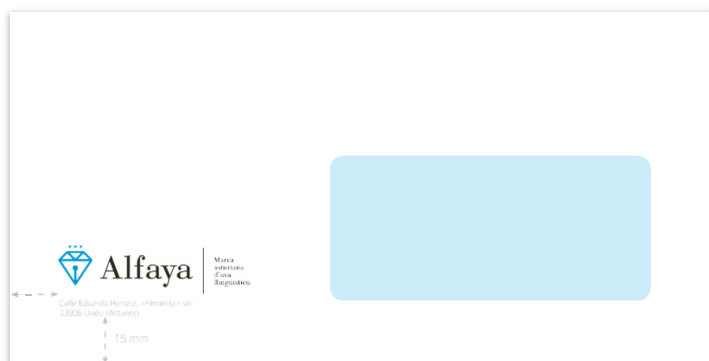 Alfaya
Marca
asturiana
d'usu
llingüísticu
Calle Eduardo Herrera, «Herrerita» s/n
33006 Uviéu (Asturies)
15 mm